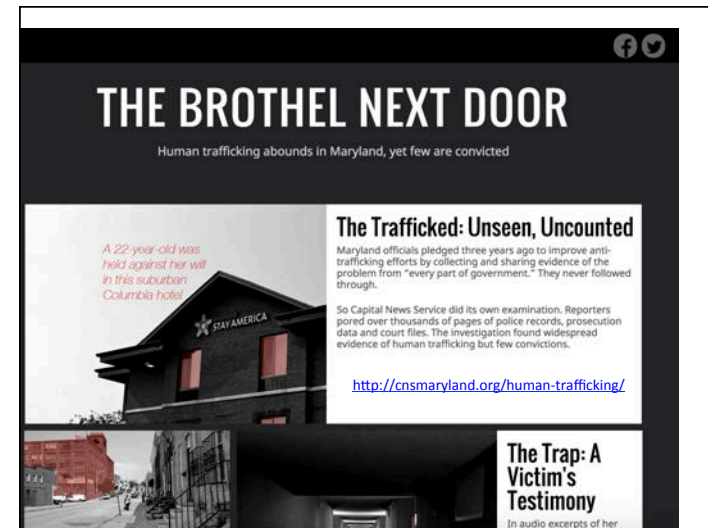 THE BROTHEL NEXT DOOR
Human trafficking abounds in Maryland, yet few are convicted
A 22-year-old was
held against her will
in this suburban
Columbia hotel
STAY AMERICA
The Trafficked: Unseen, Uncounted
Maryland officials pledged three years ago to improve anti-
trafficking efforts by collecting and sharing evidence of the
problem from "every part of government." They never followed
through.
So Capital News Service did its own examination. Reporters
pored over thousands of pages of police records, prosecution
data and court files. The investigation found widespread
evidence of human trafficking but few convictions.
http://cnsmaryland.org/human-trafficking/
The Trap: A
Victim's
Testimony
In audio excerpts of her